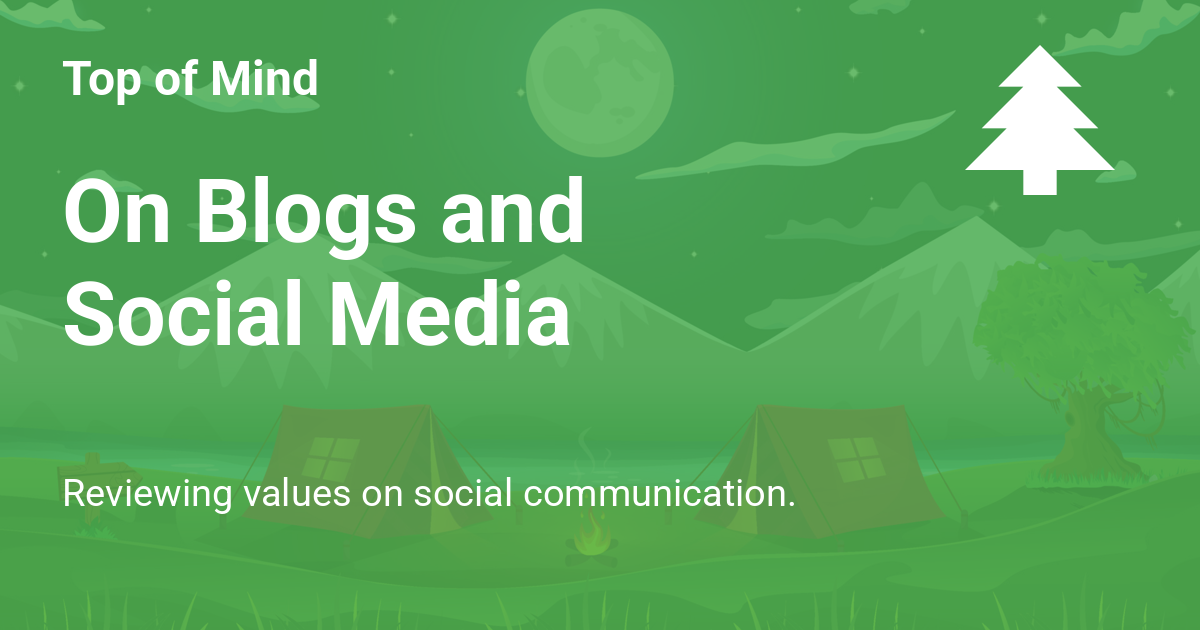 Top of Mind
On Blogs and
Social Media
Reviewing values on social communication.